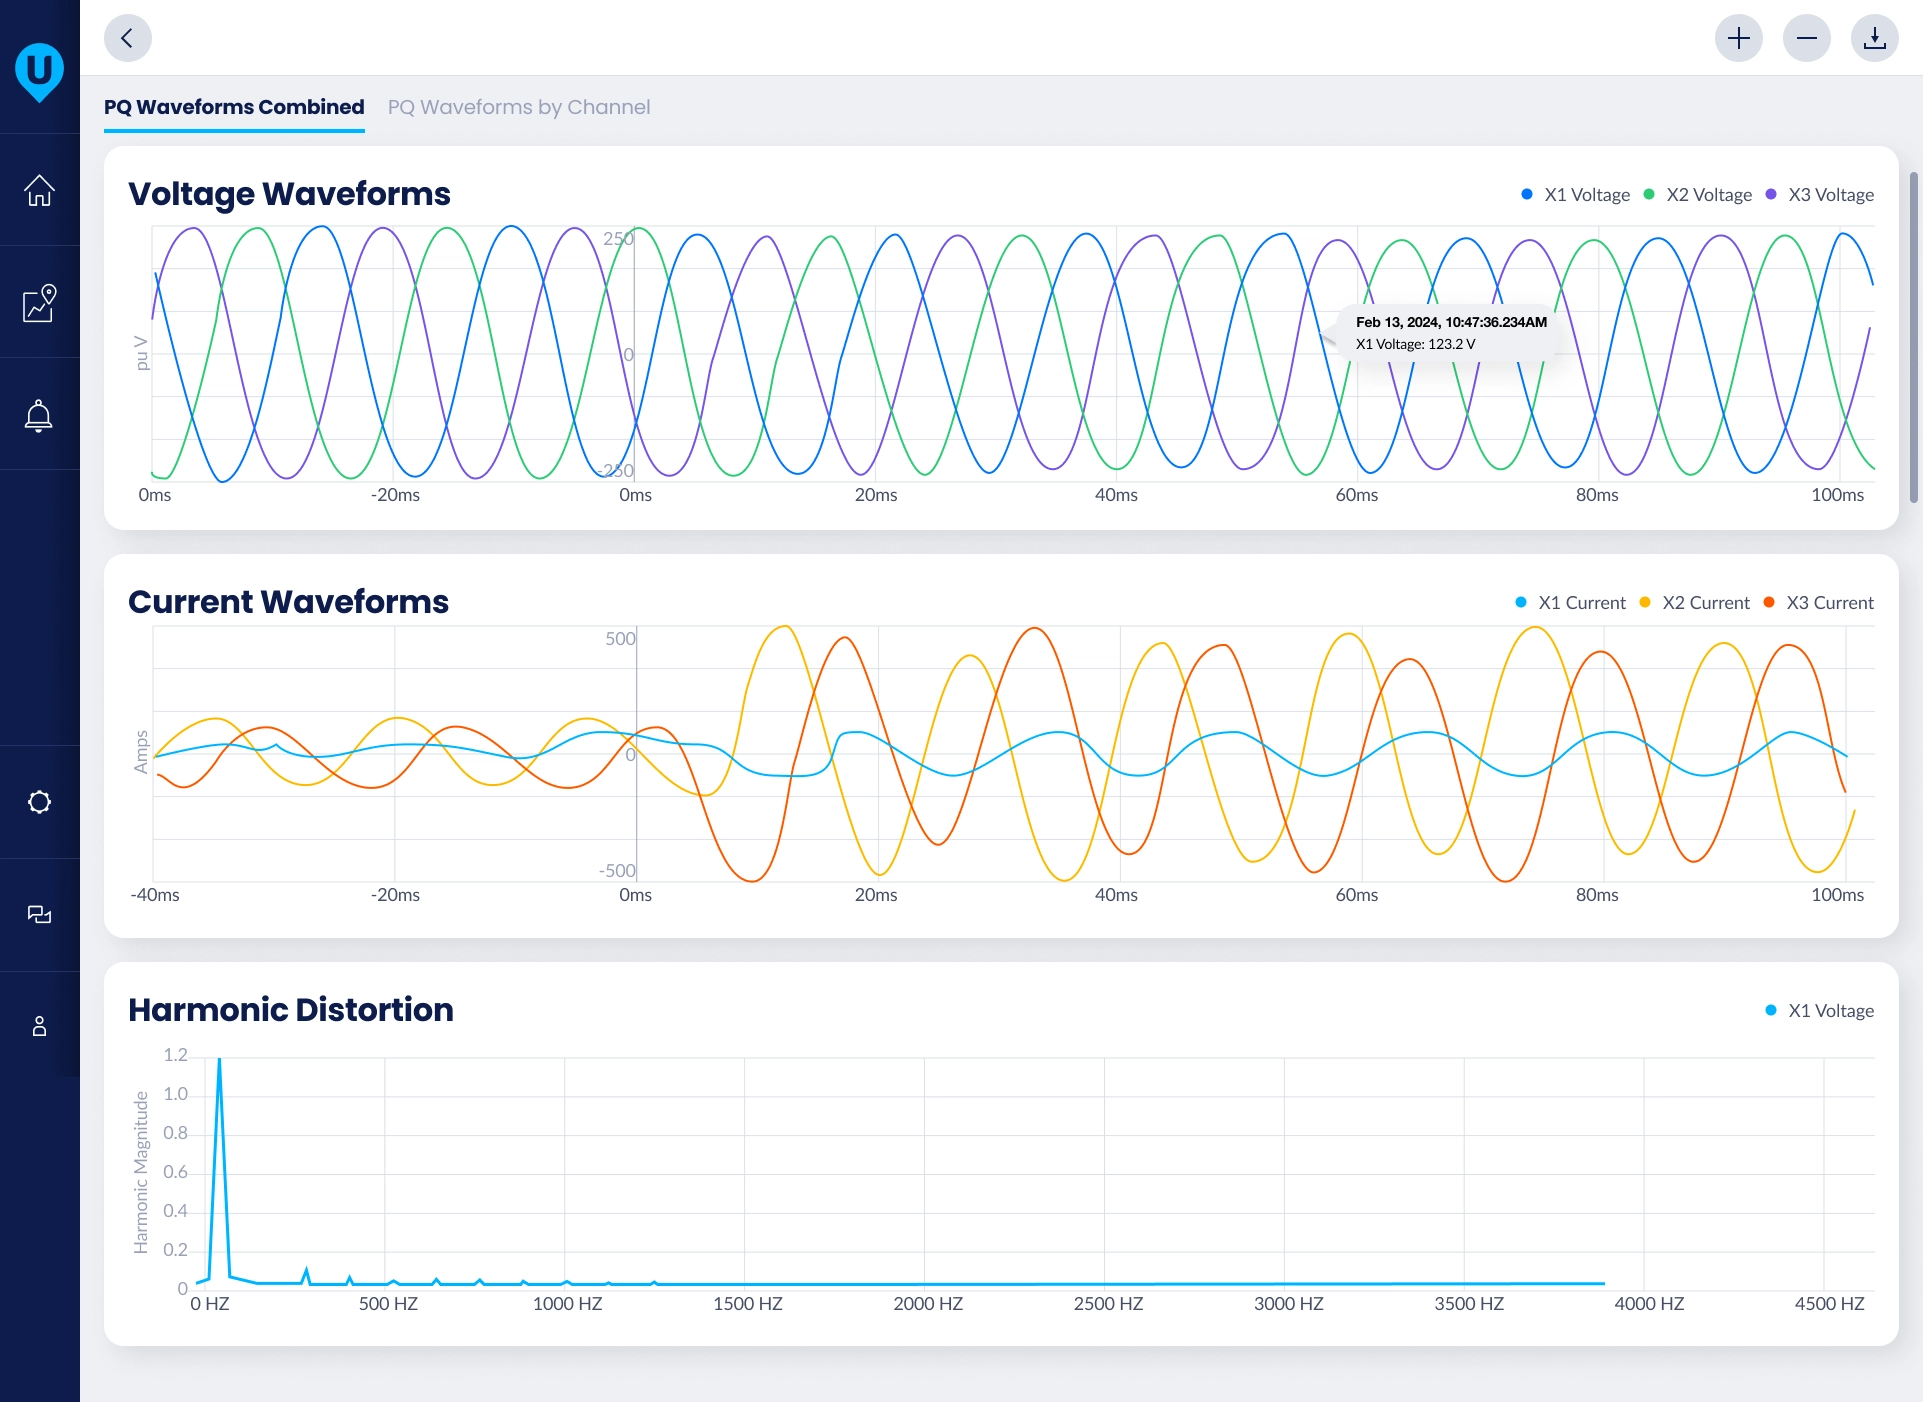 U
PQ Waveforms Combined PQ Waveforms by Channel
Voltage Waveforms
X1 Voltage X2 Voltage X3 Voltage
250
pu V
0
Feb 13, 2024, 10:47:36.234AM
X1 Voltage: 123.2 V
-250
0ms -20ms 0ms 20ms 40ms 60ms 80ms 100ms
Current Waveforms
X1 Current X2 Current X3 Current
500
Amps
0
-500
-40ms -20ms 0ms 20ms 40ms 60ms 80ms 100ms
Harmonic Distortion
X1 Voltage
Harmonic Magnitude
1.2
1.0
0.8
0.6
0.4
0.2
0
0 HZ 500 HZ 1000 HZ 1500 HZ 2000 HZ 2500 HZ 3000 HZ 3500 HZ 4000 HZ 4500 HZ